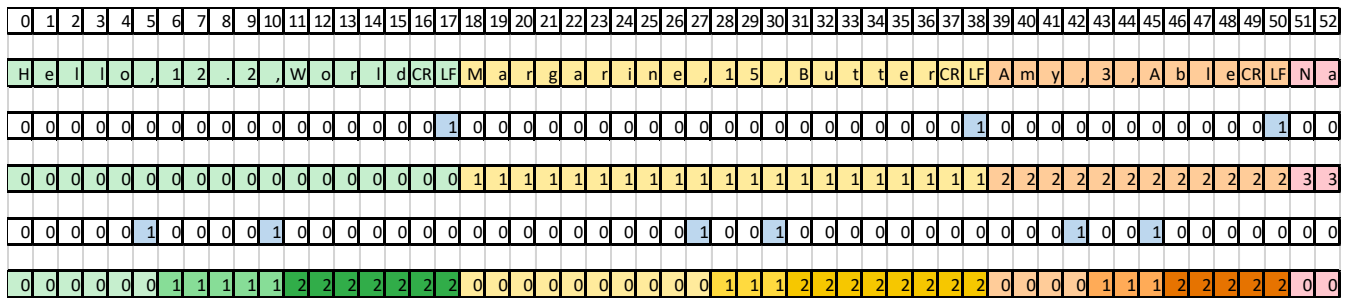 0 1 2 3 4 5 6 7 8 9 10 11 12 13 14 15 16 17 18 19 20 21 22 23 24 25 26 27 28 29 30 31 32 33 34 35 36 37 38 39 40 41 42 43 44 45 46 47 48 49 50 51 52
H e l l o , 1 2 . 2 , W o r l d CR LF M a r g a r i n e , 1 5 , B u t t e r CR LF A m y , 3 , A b l e CR LF N a
0 0 0 0 0 0 0 0 0 0 0 0 0 0 0 0 0 1 0 0 0 0 0 0 0 0 0 0 0 0 0 0 0 0 0 0 0 0 1 0 0 0 0 0 0 0 0 0 0 0 1 0 0
0 0 0 0 0 0 0 0 0 0 0 0 0 0 0 0 0 0 1 1 1 1 1 1 1 1 1 1 1 1 1 1 1 1 1 1 1 1 1 2 2 2 2 2 2 2 2 2 2 2 2 3 3
0 0 0 0 0 1 0 0 0 0 1 0 0 0 0 0 0 0 0 0 0 0 0 0 0 0 0 1 0 0 1 0 0 0 0 0 0 0 0 0 0 0 1 0 0 1 0 0 0 0 0 0 0
0 0 0 0 0 0 1 1 1 1 1 2 2 2 2 2 2 2 0 0 0 0 0 0 0 0 0 0 1 1 1 2 2 2 2 2 2 2 2 0 0 0 0 1 1 1 2 2 2 2 2 0 0